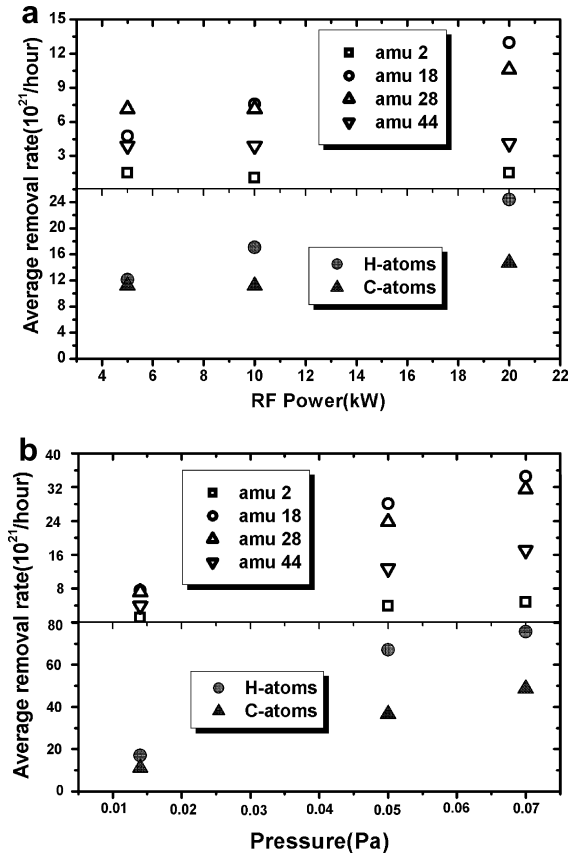 a
15
12
9
6
3
amu 2
amu 18
amu 28
amu 44
Average removal rate(10²¹/hour)
24
20
16
12
8
4
0
H-atoms
C-atoms
4 6 8 10 12 14 16 18 20 22
RF Power(kW)
b
40
32
24
16
8
amu 2
amu 18
amu 28
amu 44
Average removal rate(10²¹/hour)
80
60
40
20
0
H-atoms
C-atoms
0.01 0.02 0.03 0.04 0.05 0.06 0.07
Pressure(Pa)